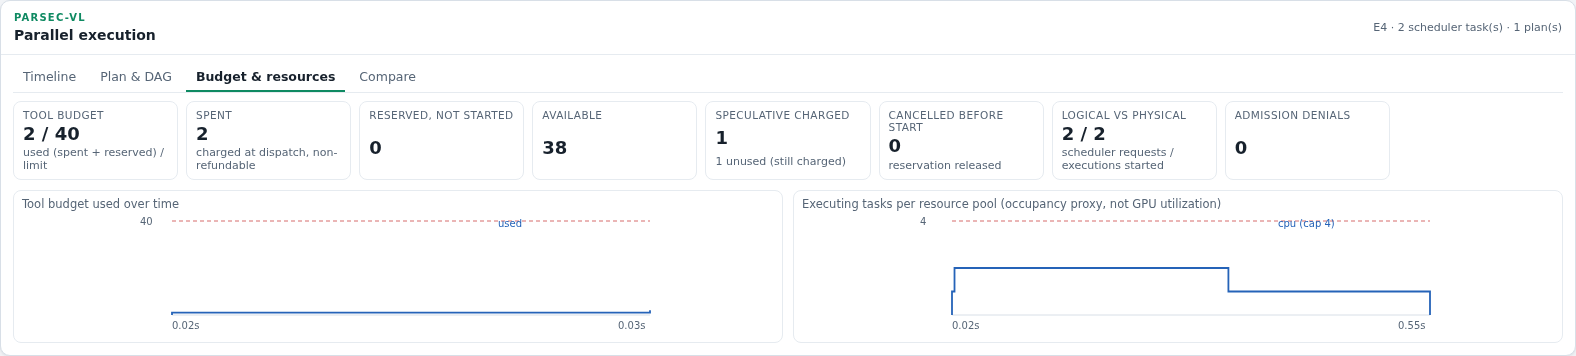 PARSEC-VL
Parallel execution
E4 · 2 scheduler task(s) · 1 plan(s)
Timeline
Plan & DAG
Budget & resources
Compare
TOOL BUDGET
2 / 40
used (spent + reserved) /
limit
SPENT
2
charged at dispatch, non-
refundable
RESERVED, NOT STARTED
0
AVAILABLE
38
SPECULATIVE CHARGED
1
1 unused (still charged)
CANCELLED BEFORE
START
0
reservation released
LOGICAL VS PHYSICAL
2 / 2
scheduler requests /
executions started
ADMISSION DENIALS
0
Tool budget used over time
40
used
0.02s
0.03s
Executing tasks per resource pool (occupancy proxy, not GPU utilization)
4
cpu (cap 4)
0.02s
0.55s